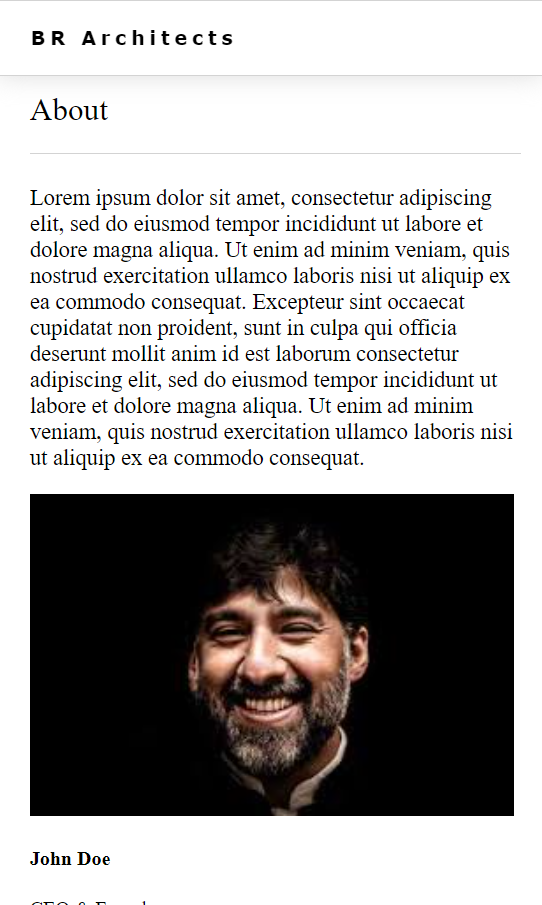 BR Architects
About
Lorem ipsum dolor sit amet, consectetur adipiscing
elit, sed do eiusmod tempor incididunt ut labore et
dolore magna aliqua. Ut enim ad minim veniam, quis
nostrud exercitation ullamco laboris nisi ut aliquip ex
ea commodo consequat. Excepteur sint occaecat
cupidatat non proident, sunt in culpa qui officia
deserunt mollit anim id est laborum consectetur
adipiscing elit, sed do eiusmod tempor incididunt ut
labore et dolore magna aliqua. Ut enim ad minim
veniam, quis nostrud exercitation ullamco laboris nisi
ut aliquip ex ea commodo consequat.
John Doe
CEO &